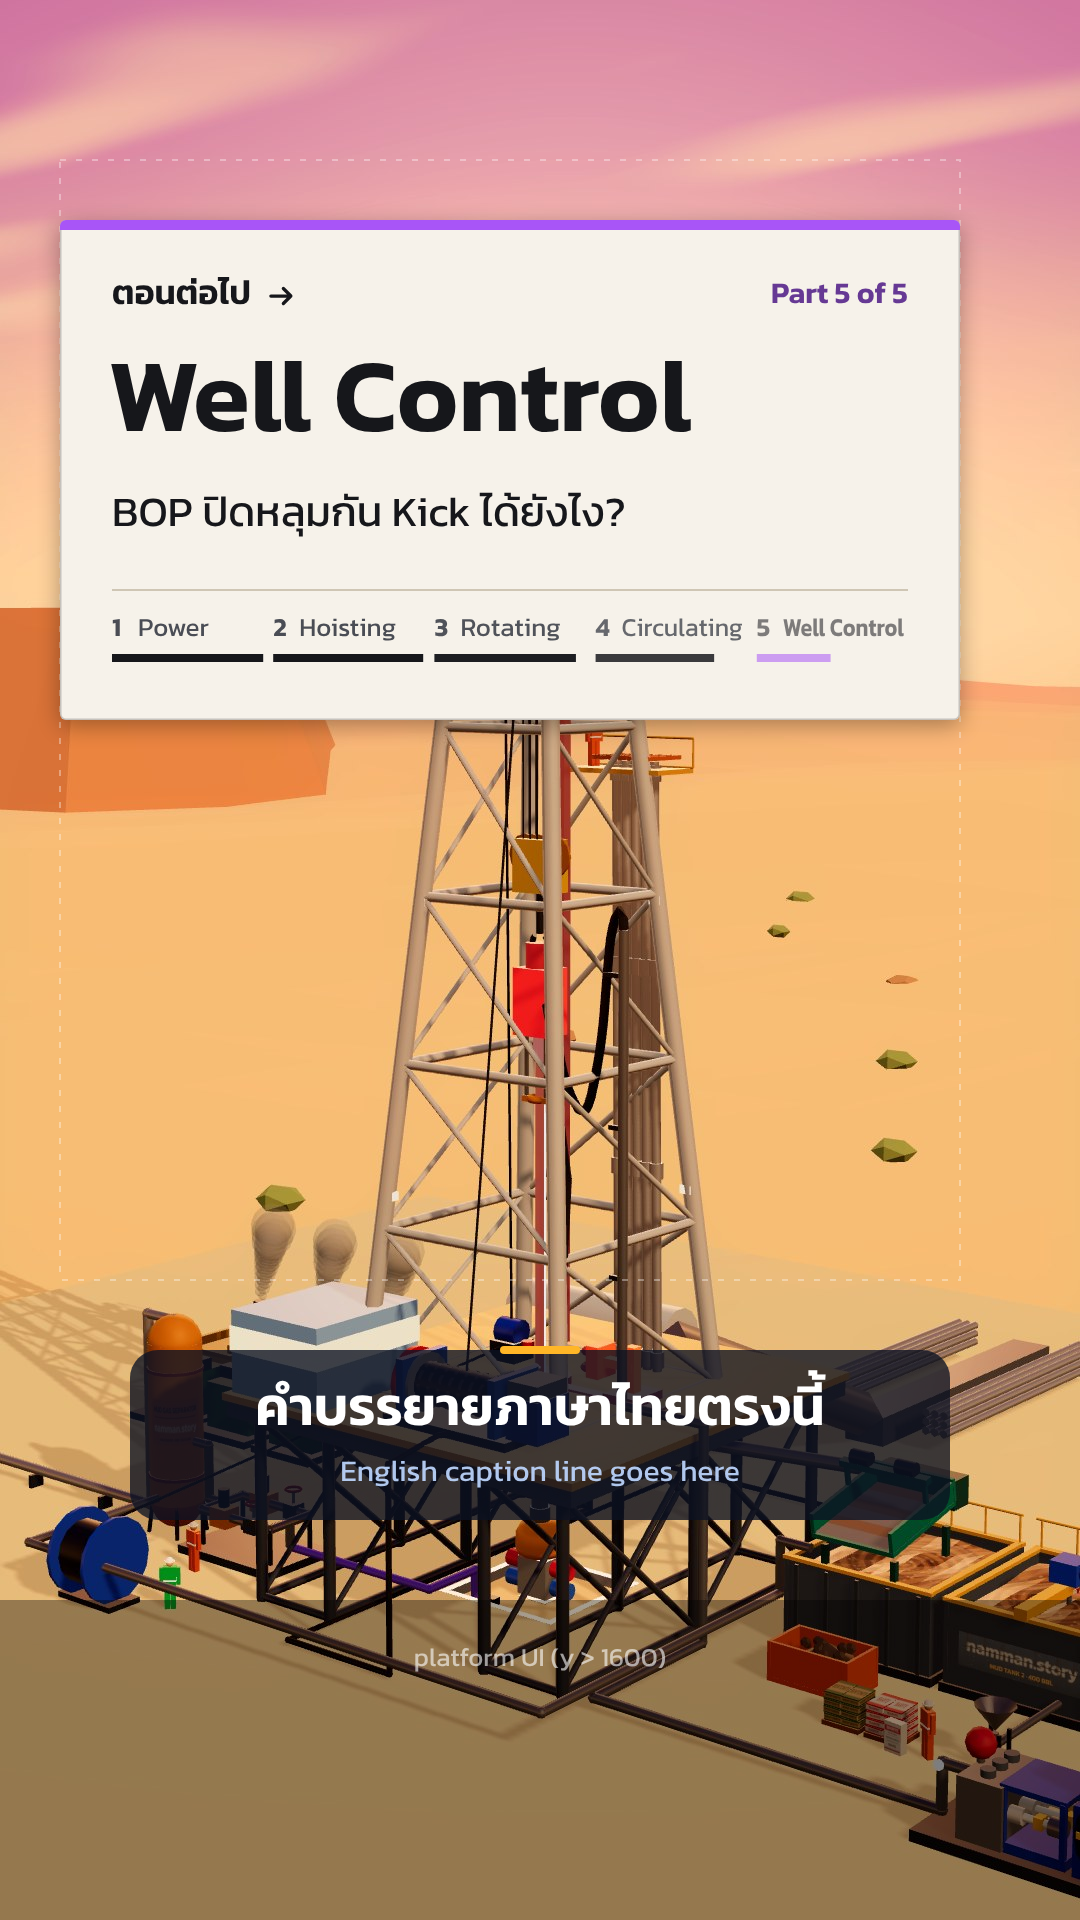 ตอนต่อไป →
Part 5 of 5
Well Control
BOP ปิดหลุมกัน Kick ได้ยังไง?
1 Power
2 Hoisting
3 Rotating
4 Circulating
5 Well Control
คำบรรยายภาษาไทยตรงนี้
English caption line goes here
platform UI (y > 1600)
namman.story